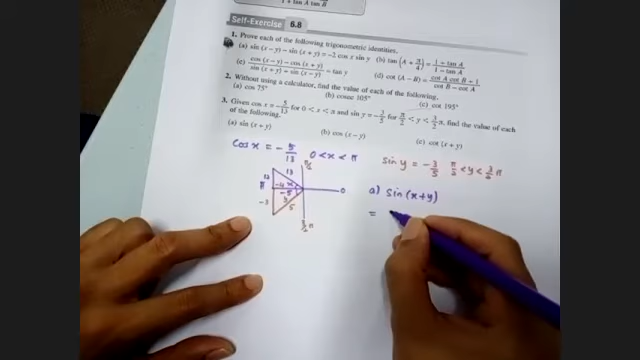 1 + tan A tan B
Self-Exercise 6.8
1. Prove each of the following trigonometric identities.
(a) sin (x – y) – sin (x + y) = –2 cos x sin y (b) tan (A + π/4) = 1 + tan A / 1 – tan A
(c) cos (x – y) – cos (x + y) / sin (x + y) + sin (x – y) = tan y (d) cot (A – B) = cot A cot B + 1 / cot B – cot A
2. Without using a calculator, find the value of each of the following.
(a) cos 75° (b) cosec 105° (c) cot 195°
3. Given cos x = – 5/13 for 0 < x < π and sin y = – 3/5 for π/2 < y < 3/2 π, find the value of each
of the following.
(a) sin (x + y) (b) cos (x – y) (c) cot (x + y)
cos x = – 5/13 0 < x < π
sin y = – 3/5 π/2 < y < 3/2 π
π/2
13
12
-4 x
π 0
-5
-3
5
3/2 π
a) sin (x + y)
=